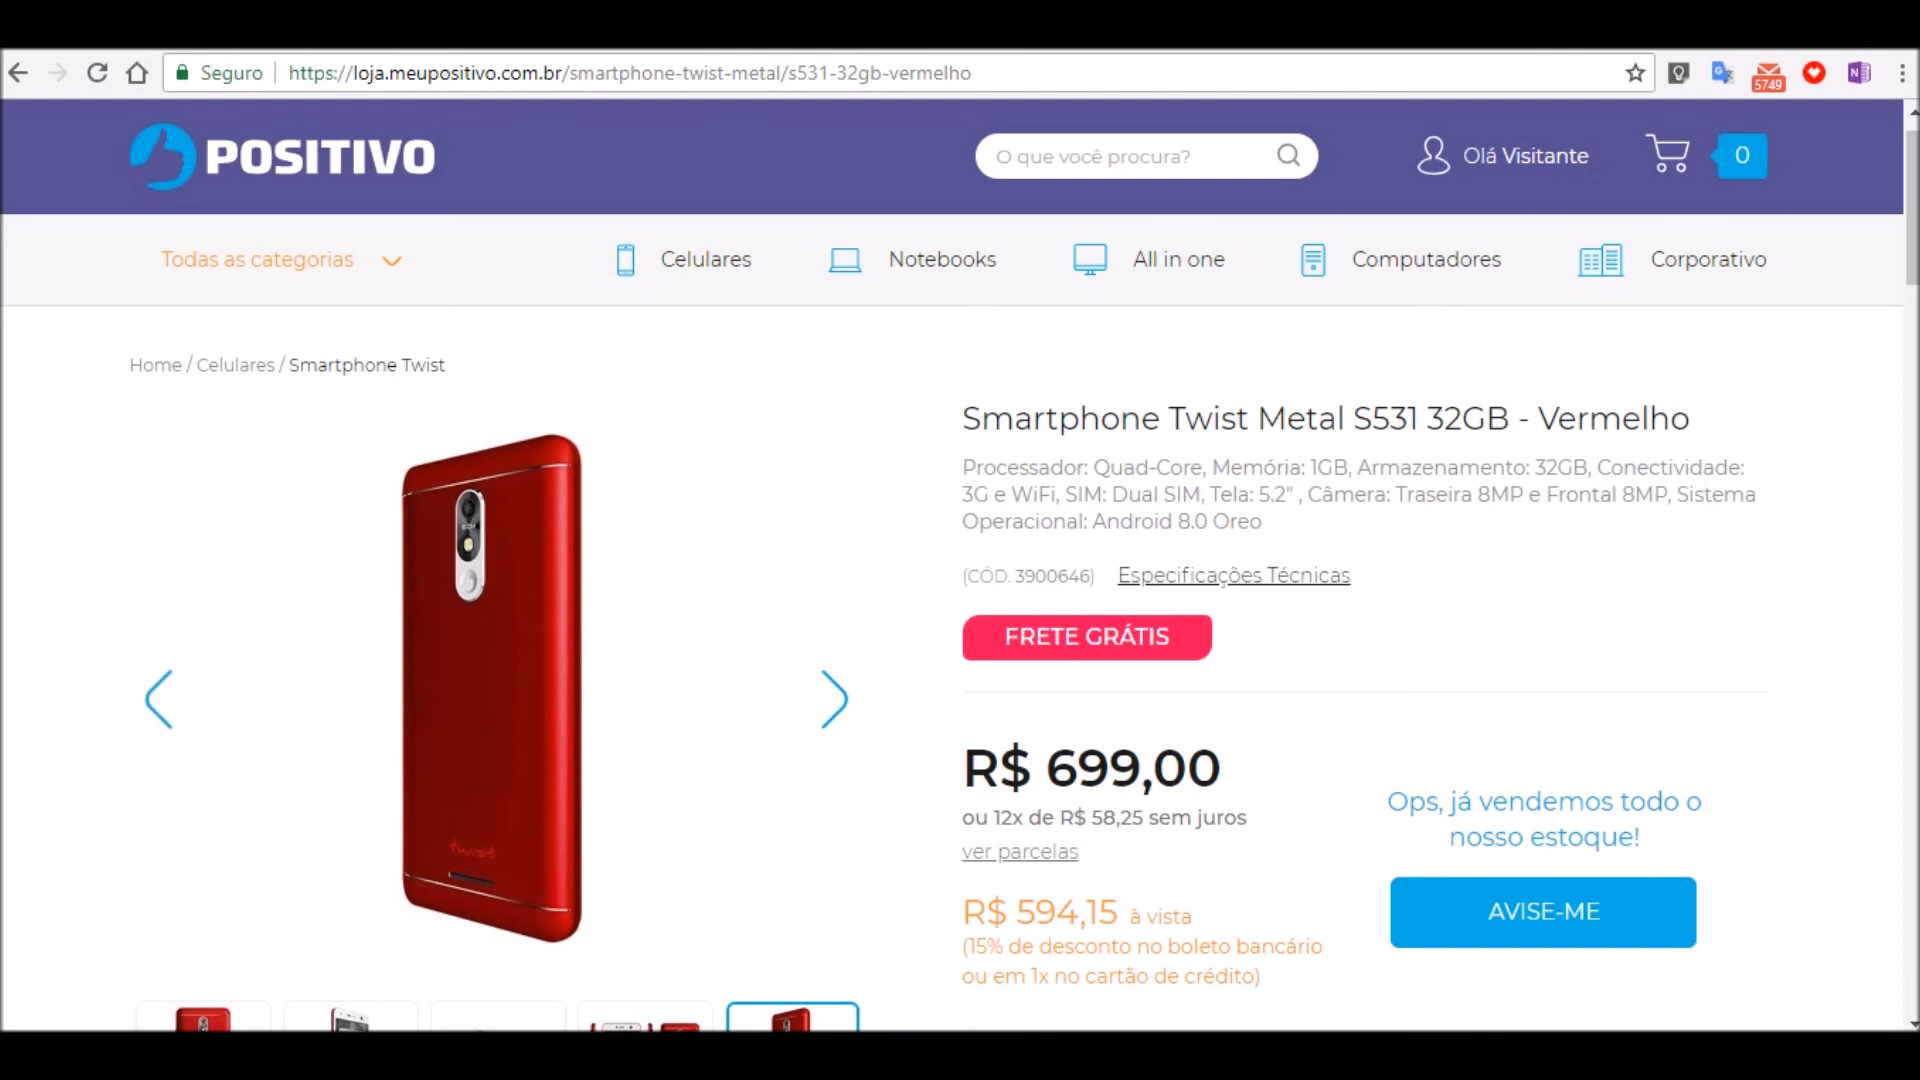 Seguro
https://loja.meupositivo.com.br/smartphone-twist-metal/s531-32gb-vermelho
5749
POSITIVO
O que você procura?
Olá Visitante
0
Todas as categorias
Celulares
Notebooks
All in one
Computadores
Corporativo
Home / Celulares / Smartphone Twist
Smartphone Twist Metal S531 32GB - Vermelho
Processador: Quad-Core, Memória: 1GB, Armazenamento: 32GB, Conectividade:
3G e WiFi, SIM: Dual SIM, Tela: 5.2" , Câmera: Traseira 8MP e Frontal 8MP, Sistema
Operacional: Android 8.0 Oreo
(CÓD. 3900646) Especificações Técnicas
FRETE GRÁTIS
twist
R$ 699,00
ou 12x de R$ 58,25 sem juros
ver parcelas
R$ 594,15 à vista
(15% de desconto no boleto bancário
ou em 1x no cartão de crédito)
Ops, já vendemos todo o
nosso estoque!
AVISE-ME